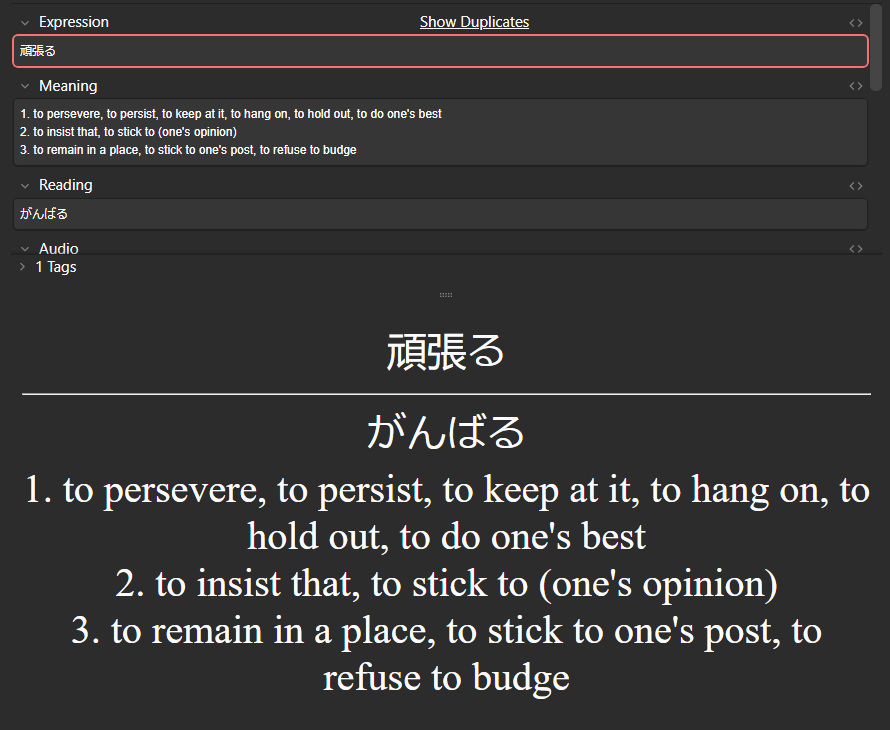 Expression
Show Duplicates
頑張る
Meaning
1. to persevere, to persist, to keep at it, to hang on, to hold out, to do one's best
2. to insist that, to stick to (one's opinion)
3. to remain in a place, to stick to one's post, to refuse to budge
Reading
がんばる
Audio
1 Tags
頑張る
がんばる
1. to persevere, to persist, to keep at it, to hang on, to
hold out, to do one's best
2. to insist that, to stick to (one's opinion)
3. to remain in a place, to stick to one's post, to
refuse to budge